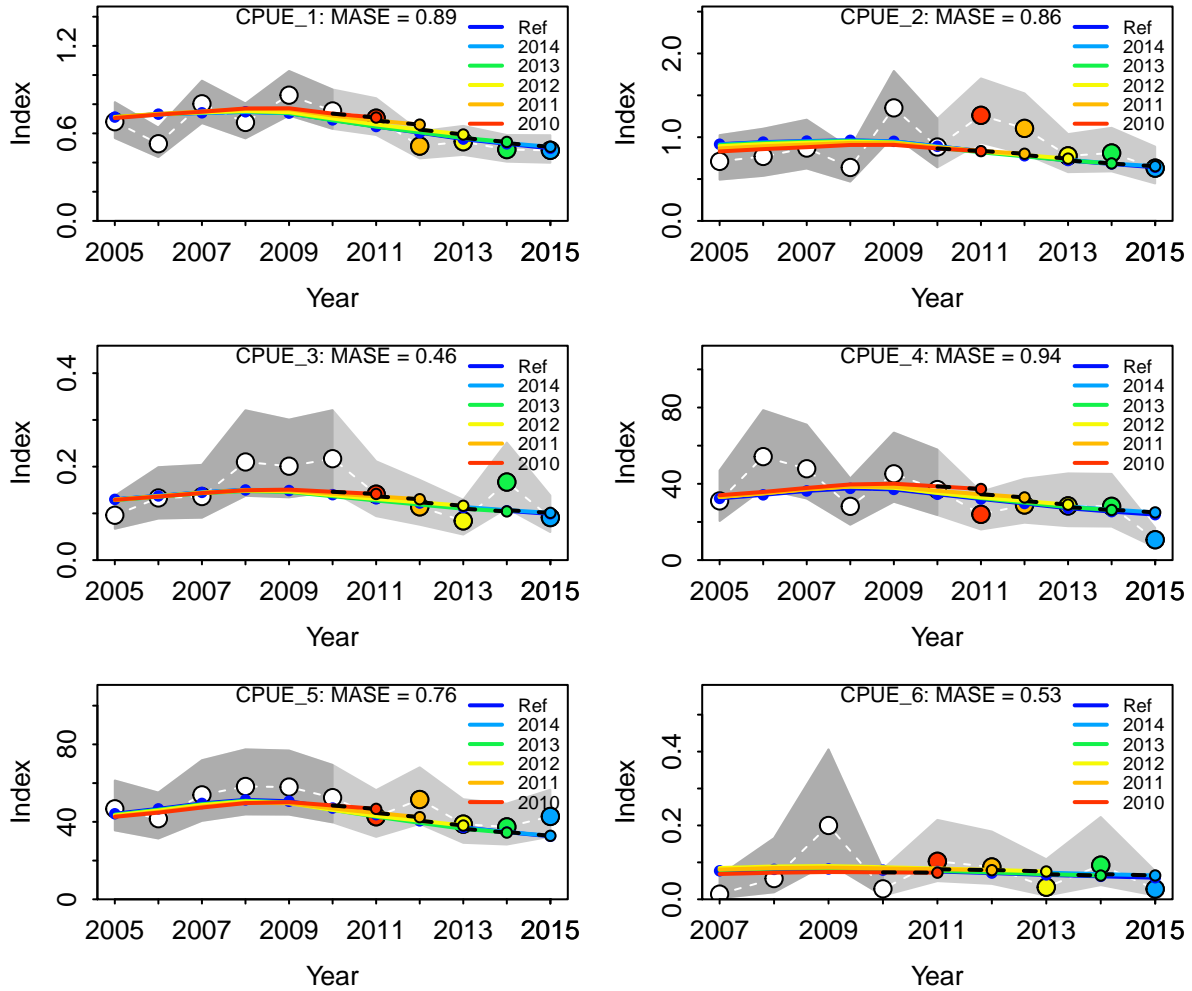 CPUE_1: MASE = 0.89
Index
0.0 0.6 1.2
Ref
2014
2013
2012
2011
2010
2005 2007 2009 2011 2013 2015
Year
CPUE_2: MASE = 0.86
Index
0.0 1.0 2.0
Ref
2014
2013
2012
2011
2010
2005 2007 2009 2011 2013 2015
Year
CPUE_3: MASE = 0.46
Index
0.0 0.2 0.4
Ref
2014
2013
2012
2011
2010
2005 2007 2009 2011 2013 2015
Year
CPUE_4: MASE = 0.94
Index
0 40 80
Ref
2014
2013
2012
2011
2010
2005 2007 2009 2011 2013 2015
Year
CPUE_5: MASE = 0.76
Index
0 40 80
Ref
2014
2013
2012
2011
2010
2005 2007 2009 2011 2013 2015
Year
CPUE_6: MASE = 0.53
Index
0.0 0.2 0.4
Ref
2014
2013
2012
2011
2010
2007 2009 2011 2013 2015
Year